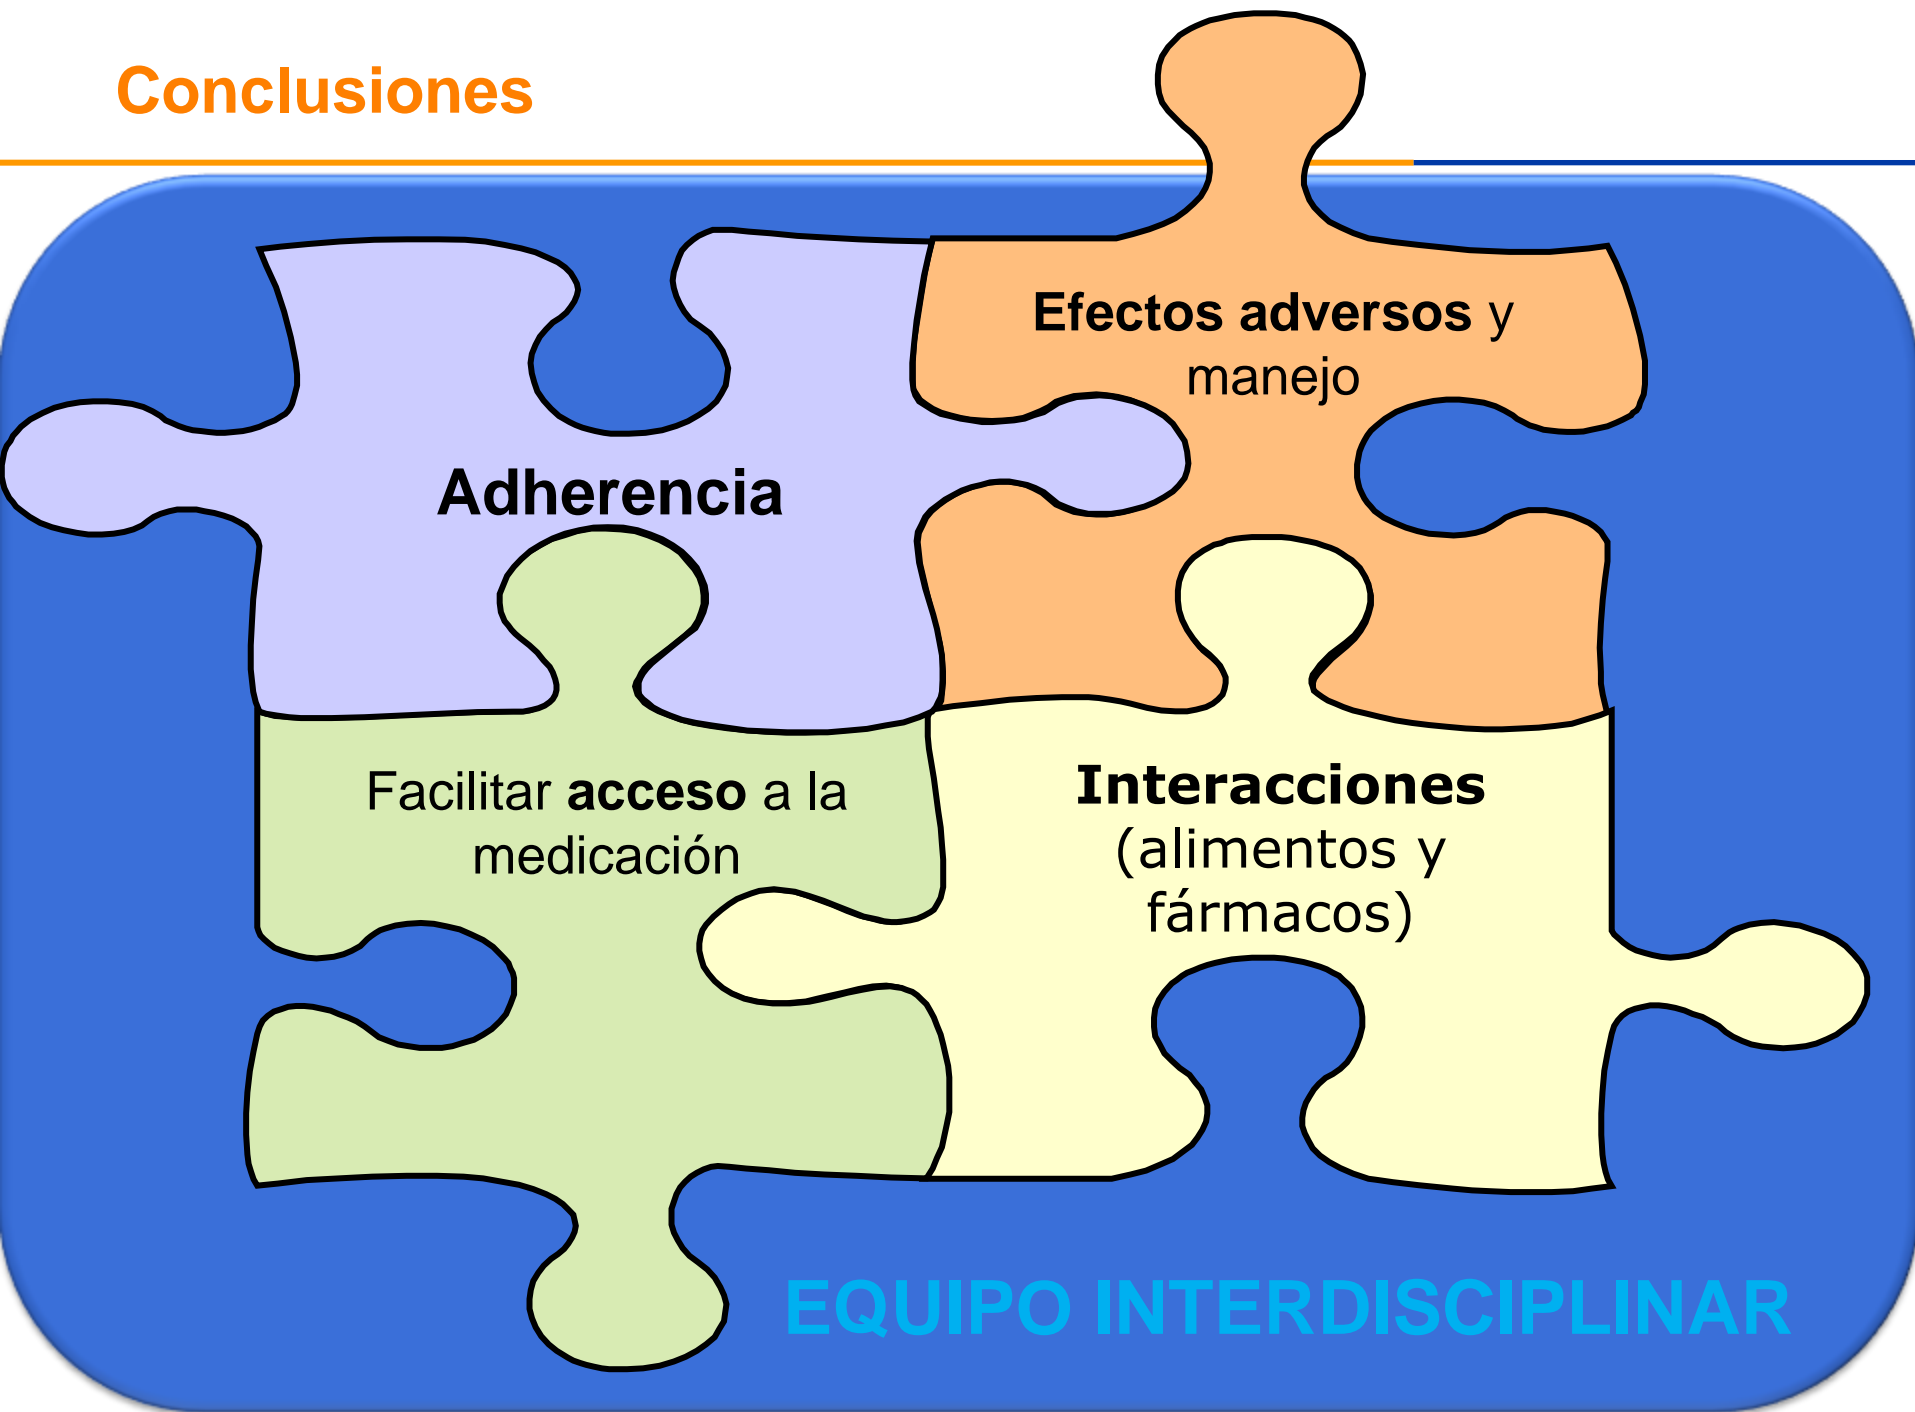 Conclusiones
Efectos adversos y
manejo
Adherencia
Facilitar acceso a la
medicación
Interacciones
(alimentos y
fármacos)
EQUIPO INTERDISCIPLINAR